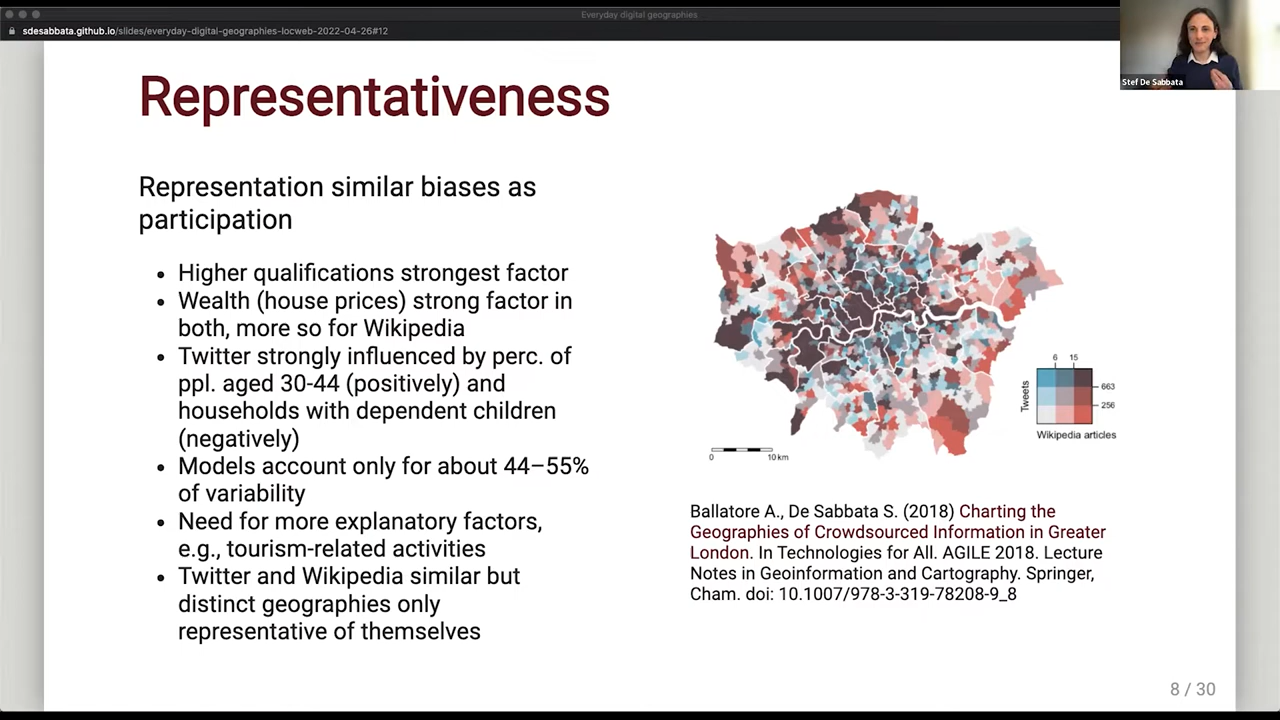 Everyday digital geographies
sdesabbata.github.io/slides/everyday-digital-geographies-locweb-2022-04-26#12
Stef De Sabbata
Representativeness
Representation similar biases as
participation
• Higher qualifications strongest factor
• Wealth (house prices) strong factor in
both, more so for Wikipedia
• Twitter strongly influenced by perc. of
ppl. aged 30-44 (positively) and
households with dependent children
(negatively)
• Models account only for about 44–55%
of variability
• Need for more explanatory factors,
e.g., tourism-related activities
• Twitter and Wikipedia similar but
distinct geographies only
representative of themselves
6 15
Tweets
663
256
Wikipedia articles
0 10 km
Ballatore A., De Sabbata S. (2018) Charting the
Geographies of Crowdsourced Information in Greater
London. In Technologies for All. AGILE 2018. Lecture
Notes in Geoinformation and Cartography. Springer,
Cham. doi: 10.1007/978-3-319-78208-9_8
8 / 30